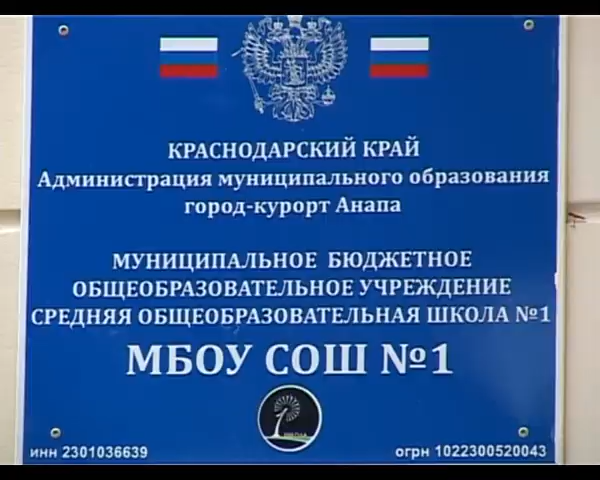 КРАСНОДАРСКИЙ КРАЙ
Администрация муниципального образования
город-курорт Анапа
МУНИЦИПАЛЬНОЕ БЮДЖЕТНОЕ
ОБЩЕОБРАЗОВАТЕЛЬНОЕ УЧРЕЖДЕНИЕ
СРЕДНЯЯ ОБЩЕОБРАЗОВАТЕЛЬНАЯ ШКОЛА №1
МБОУ СОШ №1
ШКОЛА
инн 2301036639 огрн 1022300520043